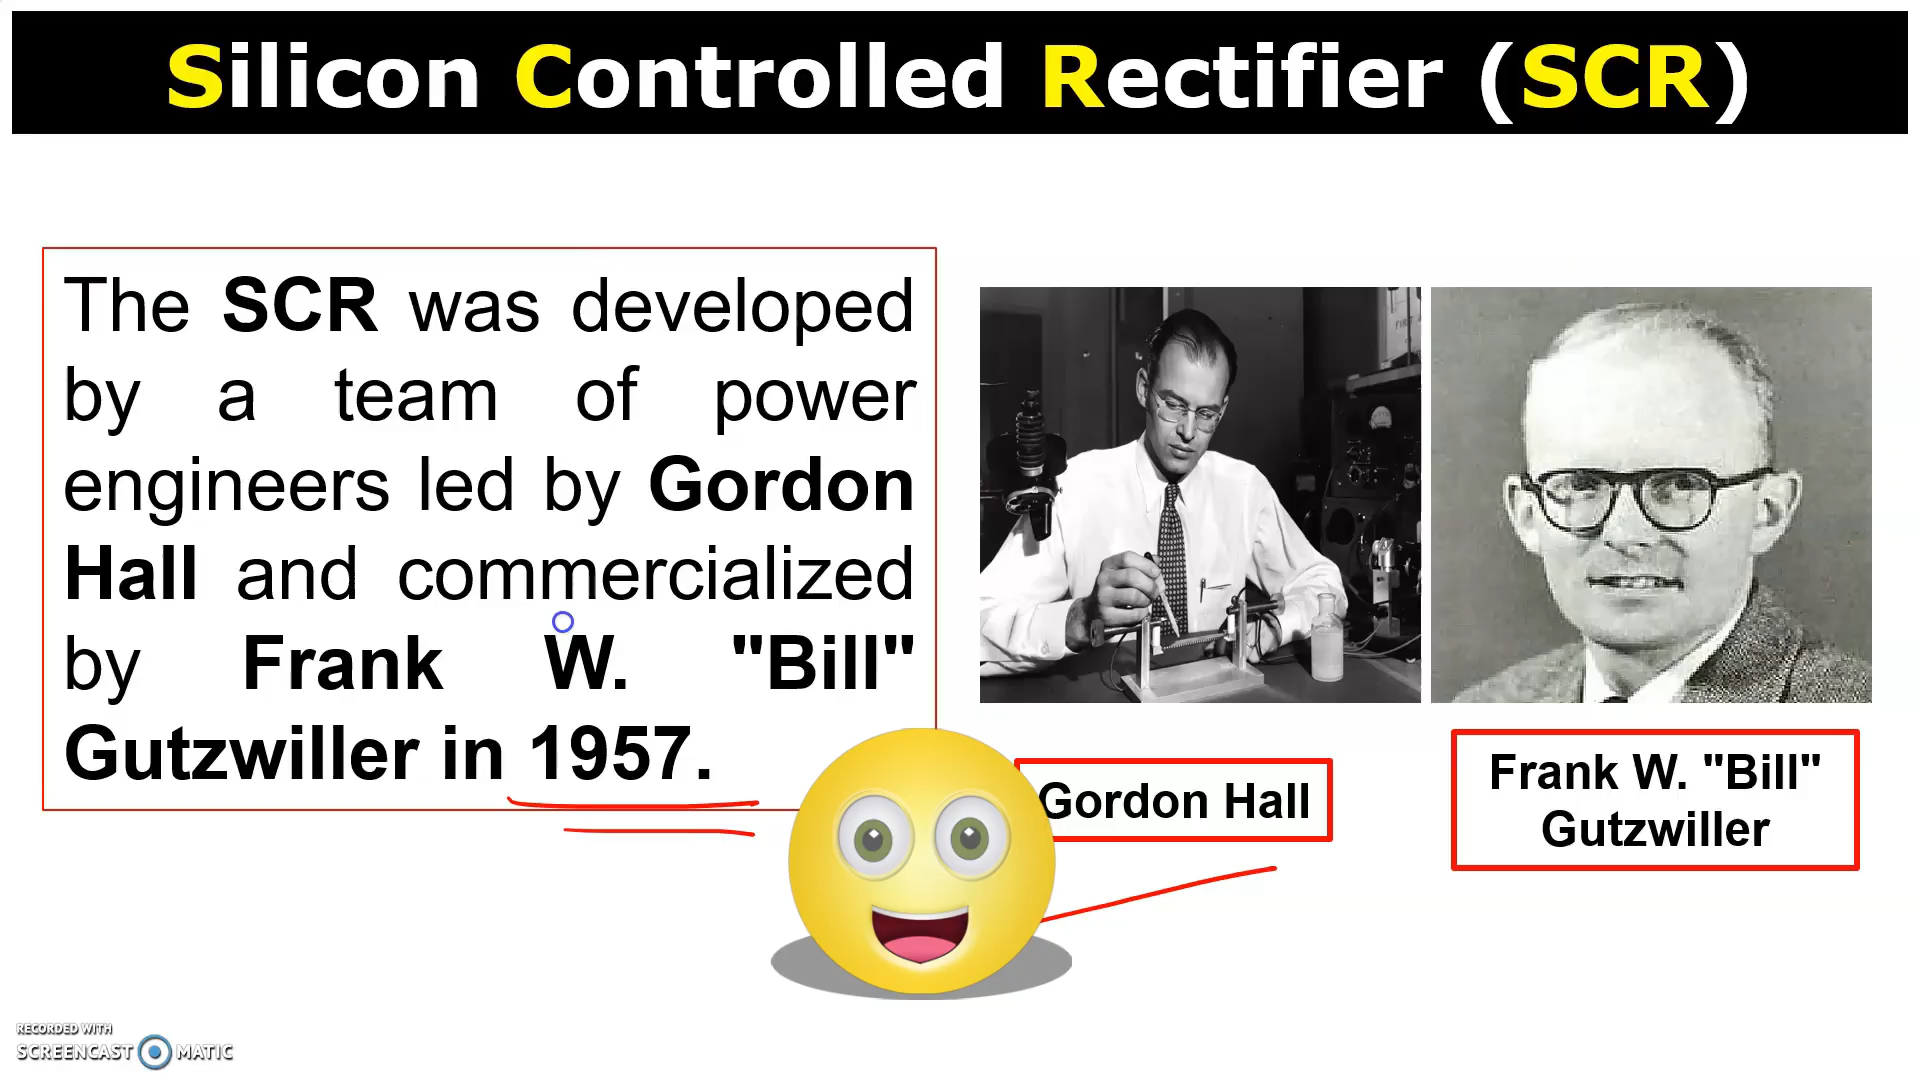 Silicon Controlled Rectifier (SCR)
The SCR was developed
by a team of power
engineers led by Gordon
Hall and commercialized
by Frank W. "Bill"
Gutzwiller in 1957.
Gordon Hall
Frank W. "Bill"
Gutzwiller
RECORDED WITH
SCREENCAST MATIC